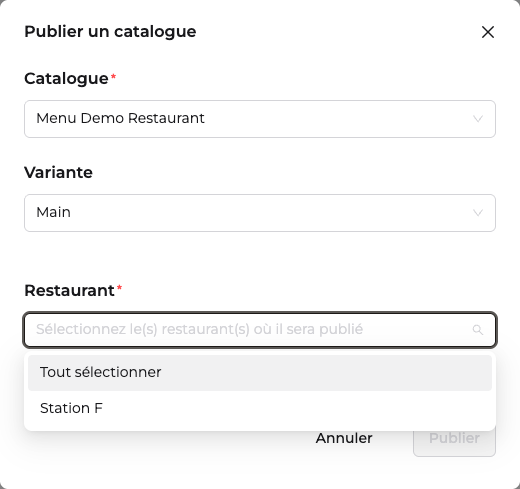 Publier un catalogue
Catalogue*
Menu Demo Restaurant
Variante
Main
Restaurant*
Sélectionnez le(s) restaurant(s) où il sera publié
Tout sélectionner
Station F
Annuler Publier